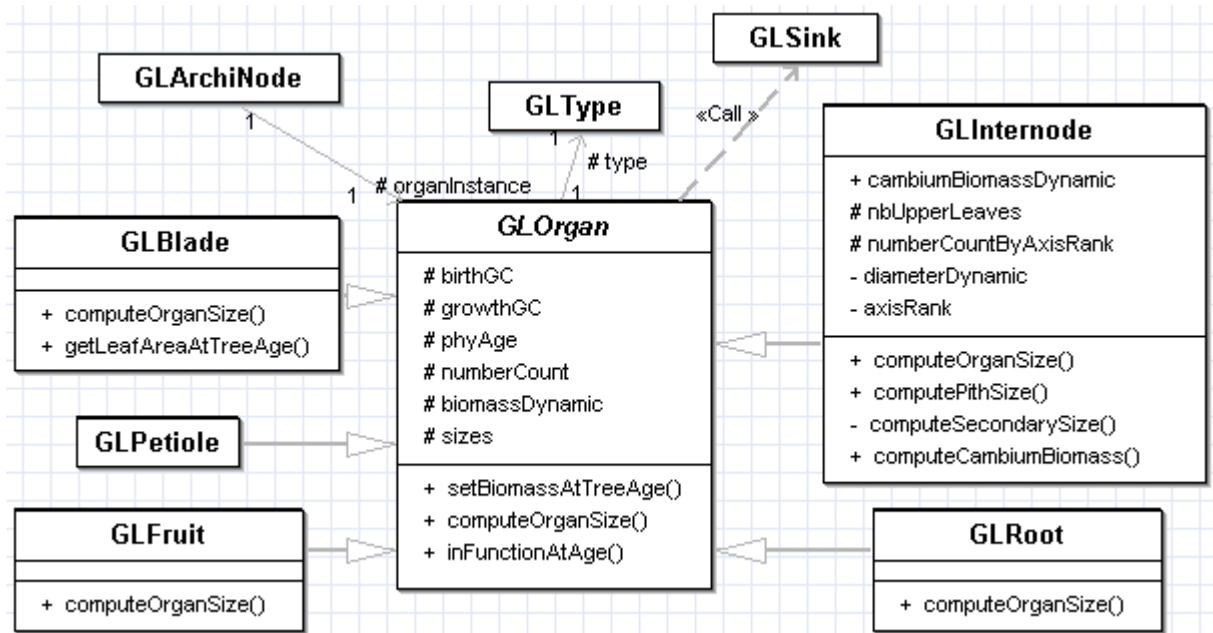 GLSink
GLArchiNode
GLType
«Call »
1
1
# type
1
# organInstance
1
GLInternode
+ cambiumBiomassDynamic
# nbUpperLeaves
# numberCountByAxisRank
- diameterDynamic
- axisRank
+ computeOrganSize()
+ computePithSize()
- computeSecondarySize()
+ computeCambiumBiomass()
GLBlade
+ computeOrganSize()
+ getLeafAreaAtTreeAge()
GLOrgan
# birthGC
# growthGC
# phyAge
# numberCount
# biomassDynamic
# sizes
+ setBiomassAtTreeAge()
+ computeOrganSize()
+ inFunctionAtAge()
GLPetiole
GLFruit
+ computeOrganSize()
GLRoot
+ computeOrganSize()